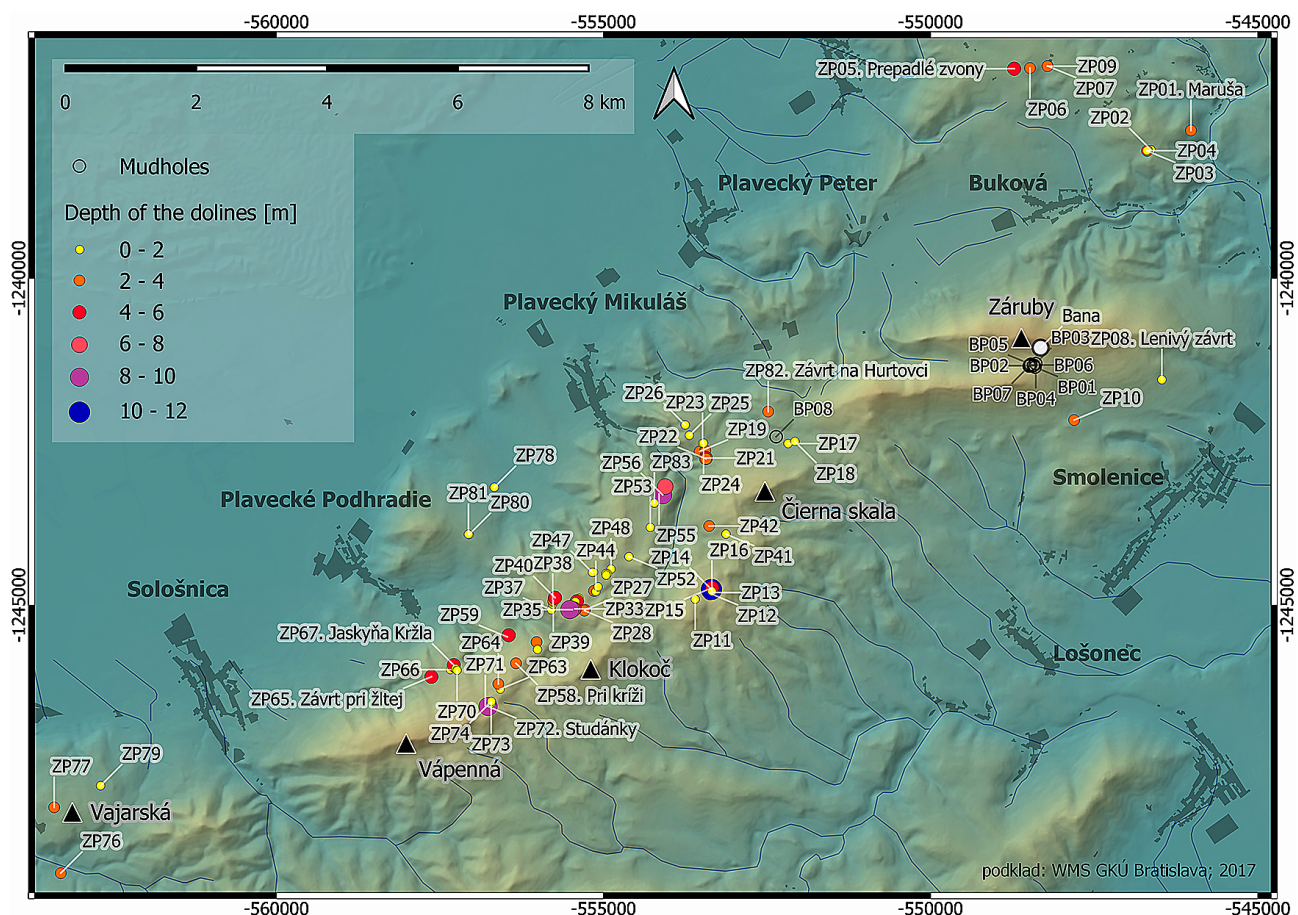 -560000
-555000
-550000
-545000
0 2 4 6 8 km
Mudholes
Depth of the dolines [m]
0 - 2
2 - 4
4 - 6
6 - 8
8 - 10
10 - 12
-1240000
-1245000
-1240000
-1245000
ZP05. Prepadlé zvony
ZP09
ZP07
ZP06
ZP01. Maruša
ZP02
ZP04
ZP03
Plavecký Peter
Buková
Plavecký Mikuláš
Záruby
Bana
BP05
BP03
ZP08. Lenivý závrt
BP02
BP06
BP01
BP07
BP04
ZP10
ZP82. Závrt na Hurtovci
BP08
ZP26
ZP23
ZP25
ZP22
ZP19
ZP17
ZP18
ZP21
ZP24
ZP56
ZP83
ZP53
ZP55
Smolenice
Čierna skala
ZP78
ZP81
ZP80
Plavecké Podhradie
ZP48
ZP42
ZP41
ZP47
ZP44
ZP14
ZP16
ZP40
ZP38
ZP52
ZP37
ZP27
ZP13
ZP35
ZP33
ZP15
ZP12
ZP28
ZP11
ZP39
Sološnica
ZP59
ZP67. Jaskyňa Kržla
ZP64
ZP71
ZP63
Klokoč
Lošonec
ZP66
ZP65. Závrt pri žltej
ZP58. Pri kríži
ZP70
ZP72. Studánky
ZP74
ZP73
Vápenná
ZP77
ZP79
Vajarská
ZP76
podklad: WMS GKÚ Bratislava; 2017
-560000
-555000
-550000
-545000